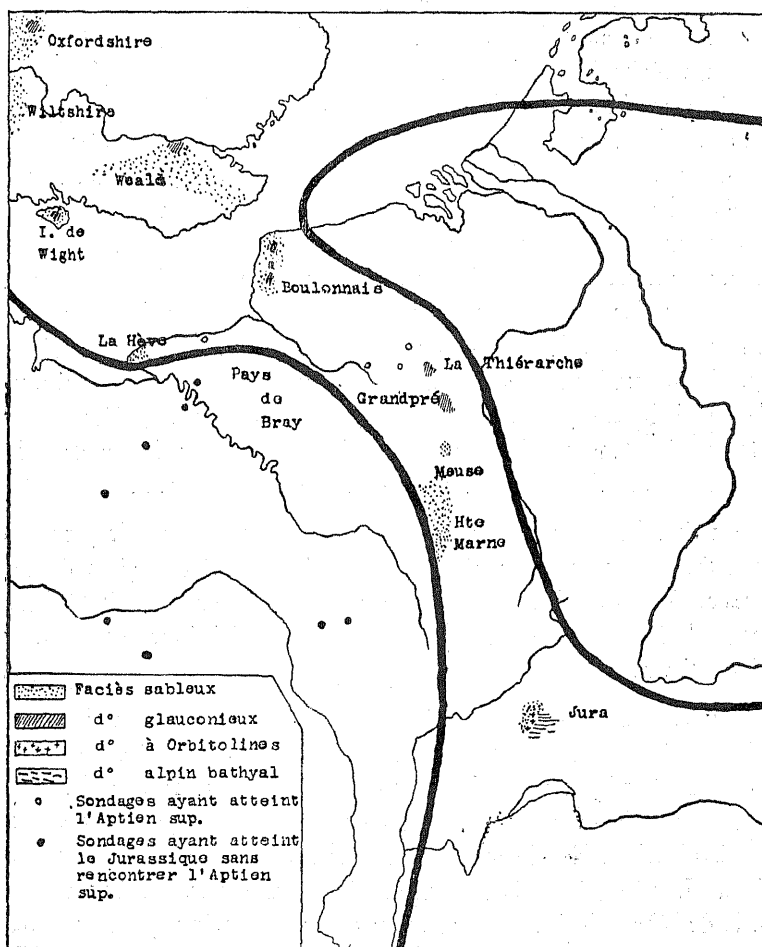 Oxfordshire
Wiltshire
Weald
I. de
Wight
Boulonnais
La Hève
Pays
de
Bray
La Thiérarche
Grandpré
Meuse
Hte
Marne
Jura
Faciès sableux
d° glauconieux
d° à Orbitolines
d° alpin bathyal
Sondages ayant atteint
l'Aptien sup.
Sondages ayant atteint
le Jurassique sans
rencontrer l'Aptien
sup.